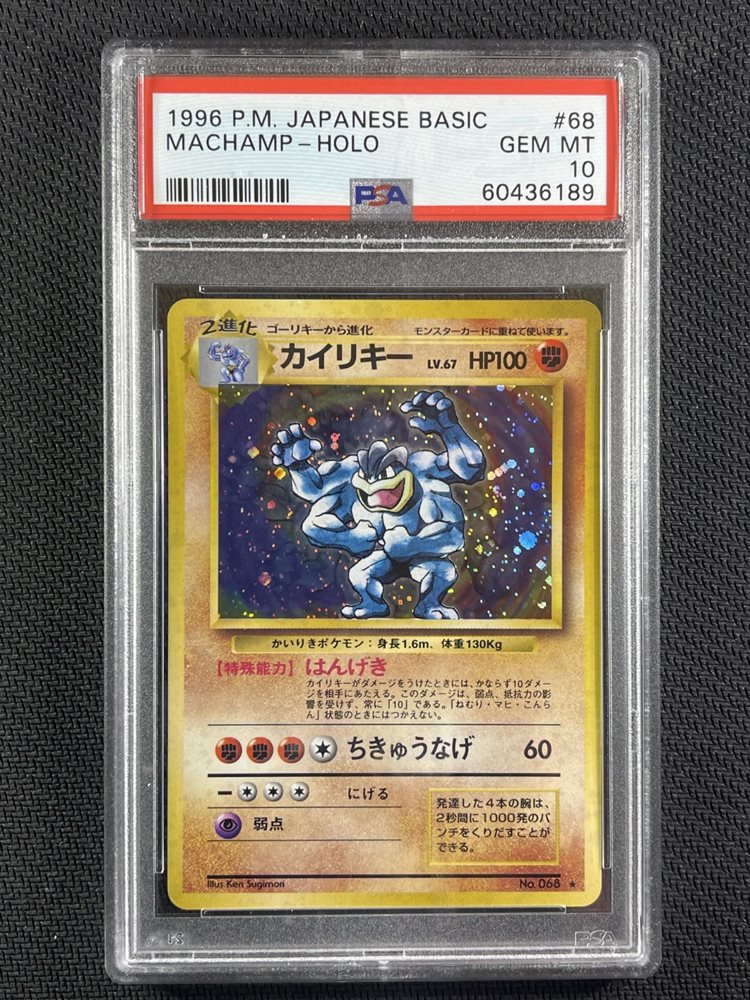 1996 P.M. JAPANESE BASIC #68
MACHAMP - HOLO GEM MT
10
PSA 60436189
2進化 ゴーリキーから進化 モンスターカードに重ねて使います。
カイリキー LV.67 HP100
かいりきポケモン:身長1.6m、体重130Kg
【特殊能力】はんげき
カイリキーがダメージをうけたときには、かならず10ダメー
ジを相手にあたえる。このダメージは、弱点、抵抗力の影
響を受けず、常に「10」である。「ねむり・マヒ・こんら
ん」状態のときにはつかえない。
ちきゅうなげ 60
ー にげる
弱点
発達した4本の腕は、
2秒間に1000発のパ
ンチをくりだすことが
できる。
Illus Ken Sugimori No. 068 ★
PSA